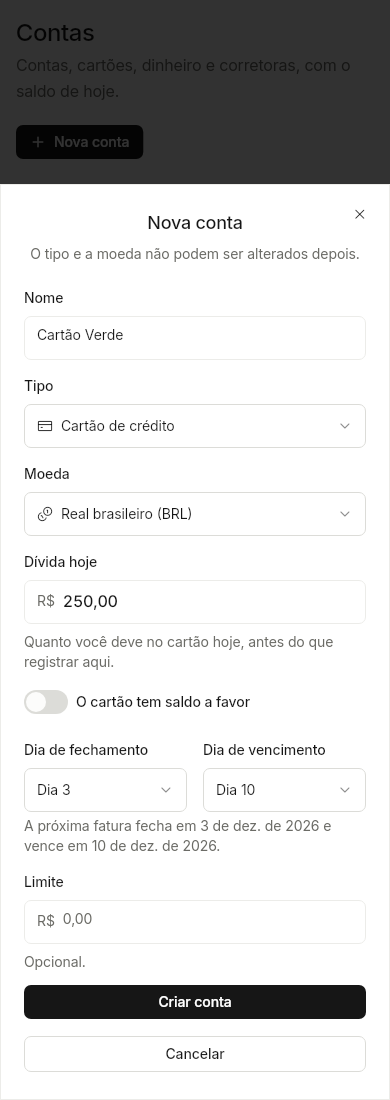 Contas
Contas, cartões, dinheiro e corretoras, com o
saldo de hoje.
Nova conta
Nova conta
O tipo e a moeda não podem ser alterados depois.
Nome
Cartão Verde
Tipo
Cartão de crédito
Moeda
Real brasileiro (BRL)
Dívida hoje
R$ 250,00
Quanto você deve no cartão hoje, antes do que
registrar aqui.
O cartão tem saldo a favor
Dia de fechamento
Dia de vencimento
Dia 3
Dia 10
A próxima fatura fecha em 3 de dez. de 2026 e
vence em 10 de dez. de 2026.
Limite
R$ 0,00
Opcional.
Criar conta
Cancelar